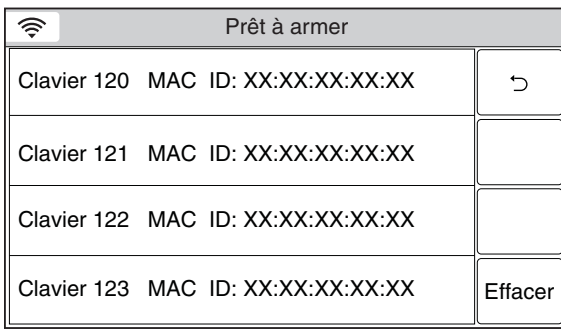 Prêt à armer
Clavier 120 MAC ID: XX:XX:XX:XX:XX
Clavier 121 MAC ID: XX:XX:XX:XX:XX
Clavier 122 MAC ID: XX:XX:XX:XX:XX
Clavier 123 MAC ID: XX:XX:XX:XX:XX
Effacer